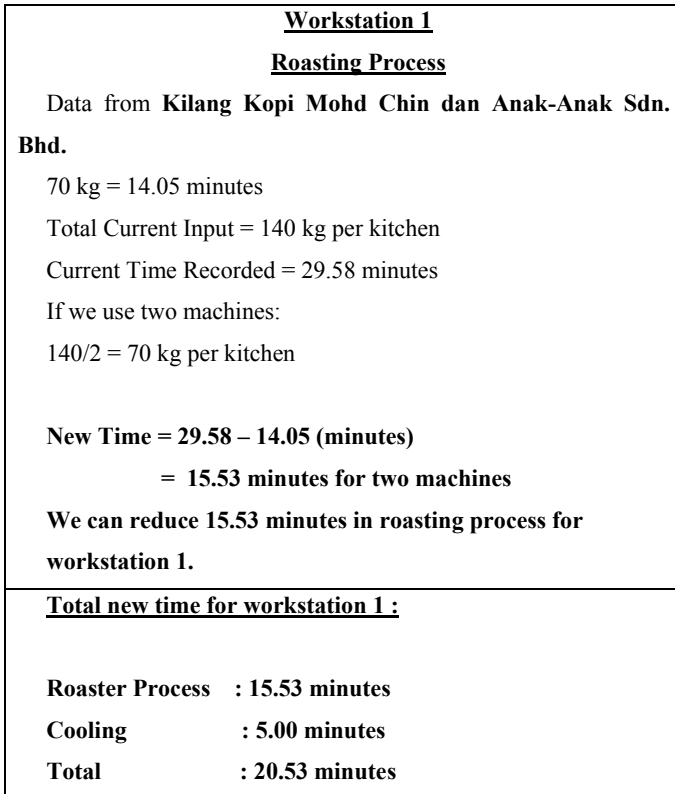 Workstation 1
Roasting Process
Data from Kilang Kopi Mohd Chin dan Anak-Anak Sdn.
Bhd.
70 kg = 14.05 minutes
Total Current Input = 140 kg per kitchen
Current Time Recorded = 29.58 minutes
If we use two machines:
140/2 = 70 kg per kitchen
New Time = 29.58 – 14.05 (minutes)
= 15.53 minutes for two machines
We can reduce 15.53 minutes in roasting process for
workstation 1.
Total new time for workstation 1 :
Roaster Process : 15.53 minutes
Cooling : 5.00 minutes
Total : 20.53 minutes